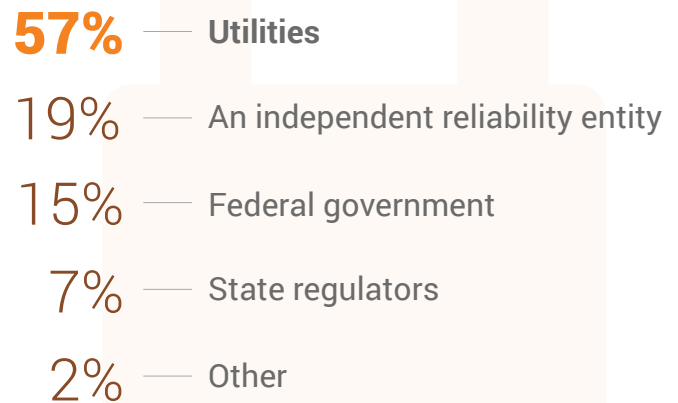 57% Utilities
19% An independent reliability entity
15% Federal government
7% State regulators
2% Other